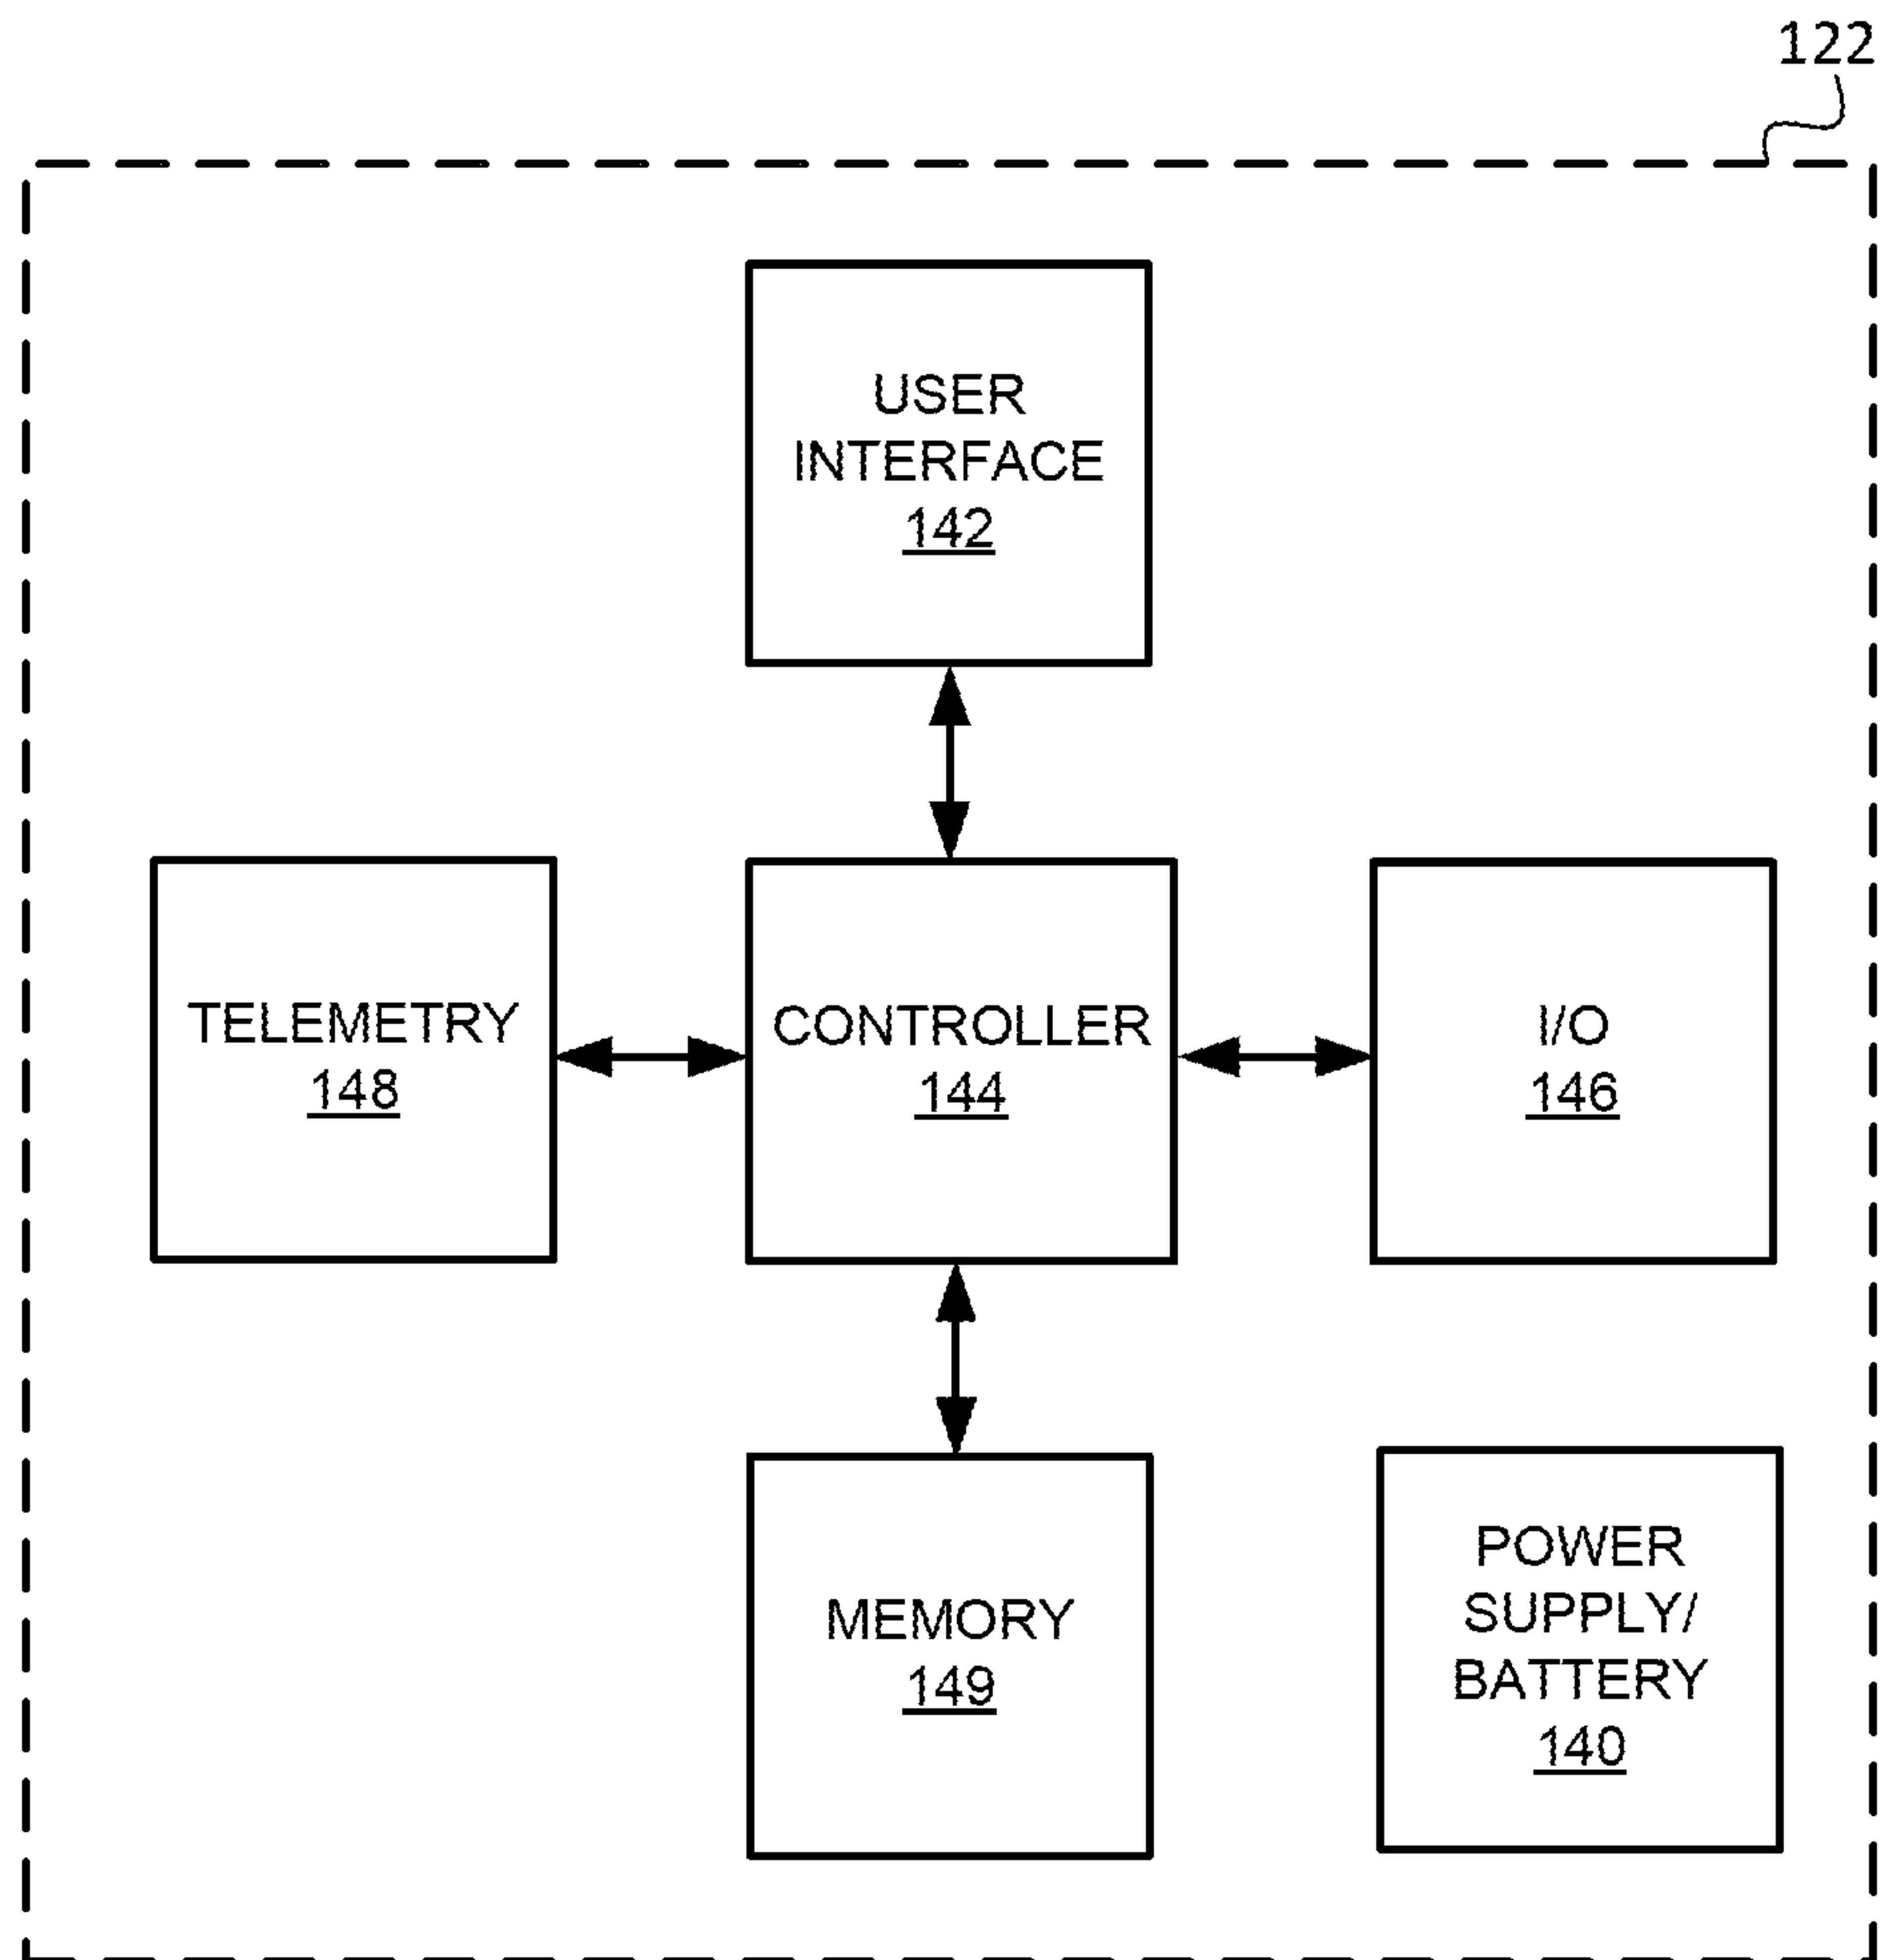 122
USER
INTERFACE
142
TELEMETRY
148
CONTROLLER
144
I/O
146
MEMORY
149
POWER
SUPPLY/
BATTERY
140